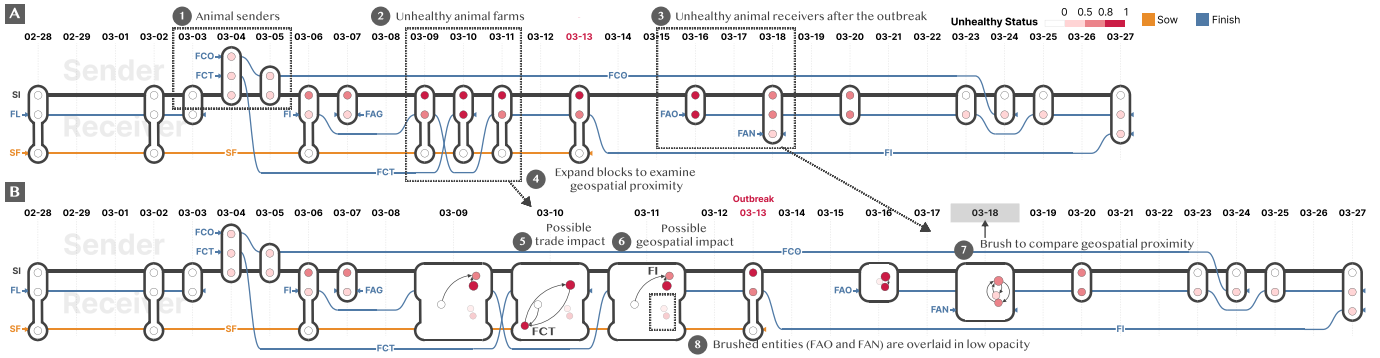 A
1 Animal senders
2 Unhealthy animal farms
3 Unhealthy animal receivers after the outbreak
Unhealthy Status
0 0.5 0.8 1
Sow
Finish
02-28 02-29 03-01 03-02 03-03 03-04 03-05 03-06 03-07 03-08 03-09 03-10 03-11 03-12 03-13 03-14 03-15 03-16 03-17 03-18 03-19 03-20 03-21 03-22 03-23 03-24 03-25 03-26 03-27
Sender
FCO
FCT
FCO
SI
FL
FI
FAG
FAO
Receiver
FAN
SF
SF
FI
FCT
4 Expand blocks to examine
geospatial proximity
B
Outbreak
02-28 02-29 03-01 03-02 03-03 03-04 03-05 03-06 03-07 03-08 03-09 03-10 03-11 03-12 03-13 03-14 03-15 03-16 03-17 03-18 03-19 03-20 03-21 03-22 03-23 03-24 03-25 03-26 03-27
5 Possible
trade impact
6 Possible
geospatial impact
7 Brush to compare geospatial proximity
Sender
FCO
FCT
FCO
SI
FI
FL
FI
FAG
FAO
Receiver
FAN
SF
SF
FCT
FI
FCT
8 Brushed entities (FAO and FAN) are overlaid in low opacity